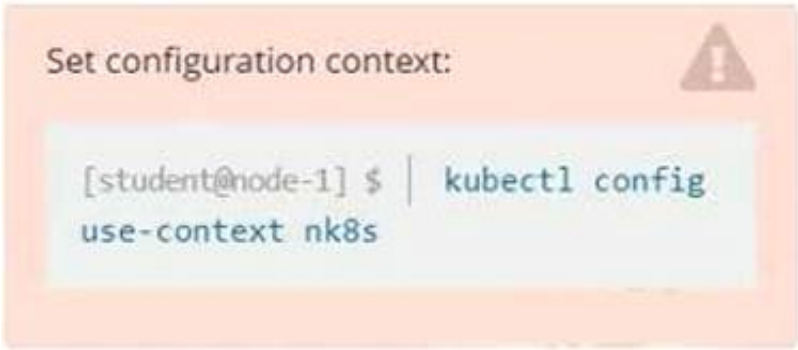 Set configuration context:
[student@node-1] $ | kubectl config
use-context nk8s